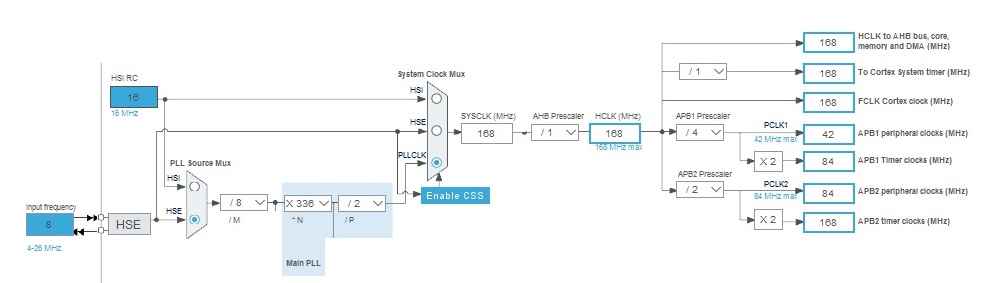 HSI RC
16
16 MHz
PLL Source Mux
HSI
HSE
Input frequency
8
4-26 MHz
HSE
/ 8
/ M
X 336
* N
/ 2
/ P
Main PLL
System Clock Mux
HSI
HSE
PLLCLK
Enable CSS
SYSCLK (MHz)
168
AHB Prescaler
/ 1
HCLK (MHz)
168
168 MHz max
/ 1
APB1 Prescaler
/ 4
PCLK1
42 MHz max
X 2
APB2 Prescaler
/ 2
PCLK2
84 MHz max
X 2
168
HCLK to AHB bus, core,
memory and DMA (MHz)
168
To Cortex System timer (MHz)
168
FCLK Cortex clock (MHz)
42
APB1 peripheral clocks (MHz)
84
APB1 Timer clocks (MHz)
84
APB2 peripheral clocks (MHz)
168
APB2 timer clocks (MHz)